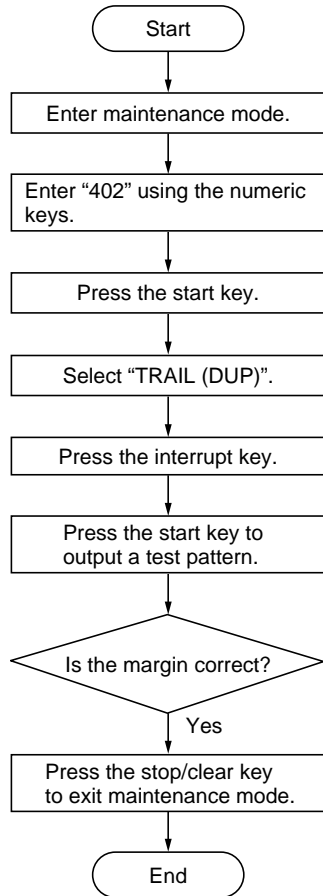 Start
Enter maintenance mode.
Enter “402” using the numeric
keys.
Press the start key.
Select “TRAIL (DUP)”.
Press the interrupt key.
Press the start key to
output a test pattern.
Is the margin correct?
Yes
Press the stop/clear key
to exit maintenance mode.
End